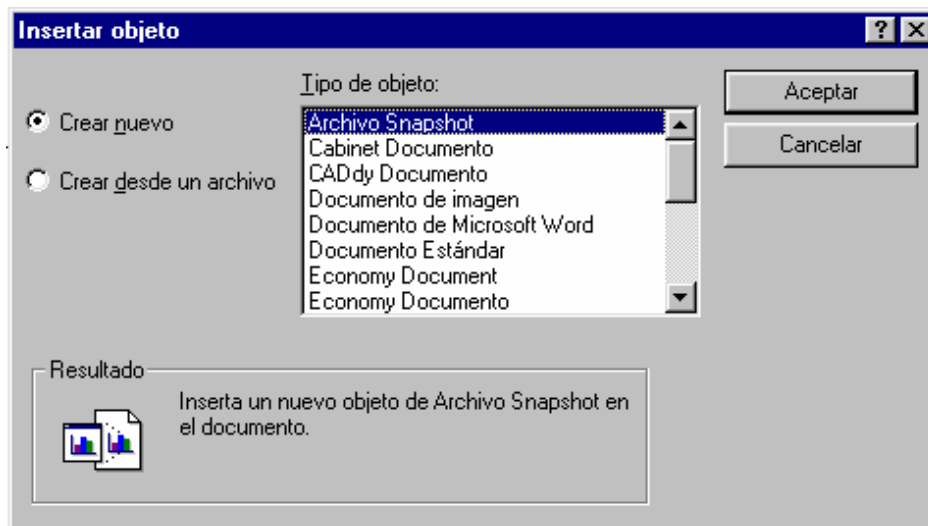 Insertar objeto
Tipo de objeto:
Crear nuevo
Crear desde un archivo
Archivo Snapshot
Cabinet Documento
CADdy Documento
Documento de imagen
Documento de Microsoft Word
Documento Estándar
Economy Document
Economy Documento
Aceptar
Cancelar
Resultado
Inserta un nuevo objeto de Archivo Snapshot en
el documento.